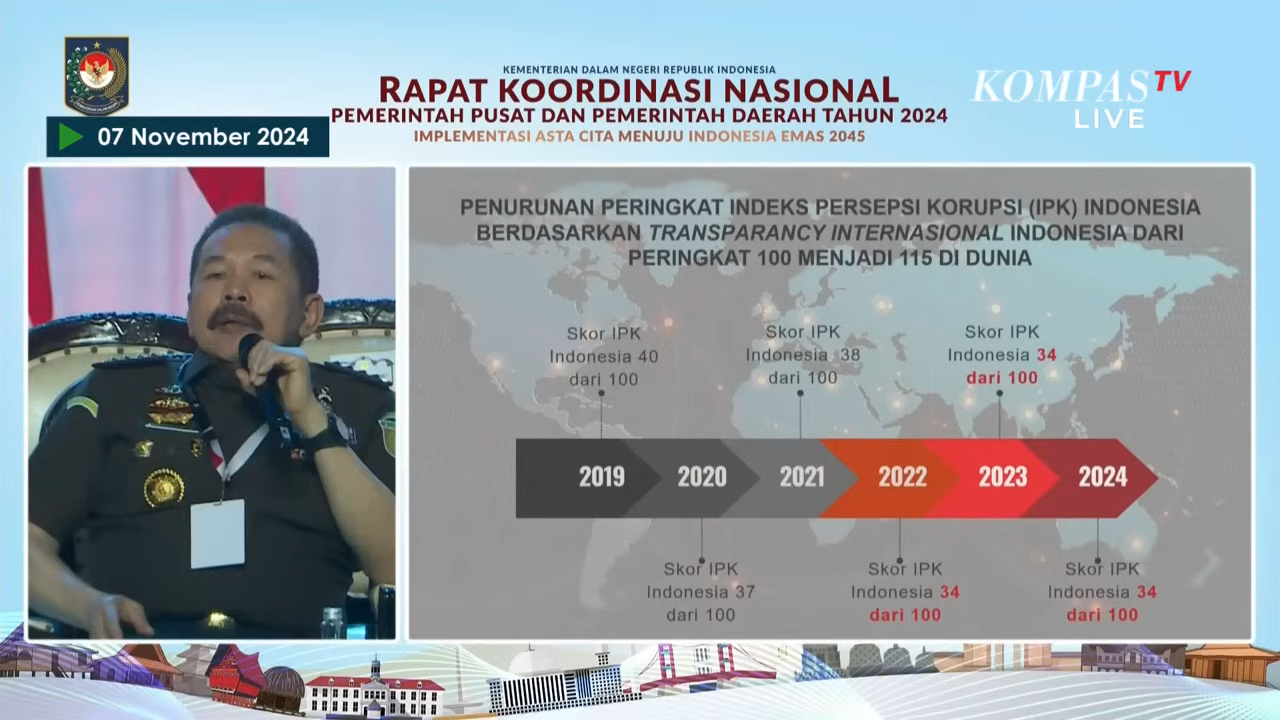 KEMENTERIAN DALAM NEGERI REPUBLIK INDONESIA
RAPAT KOORDINASI NASIONAL
PEMERINTAH PUSAT DAN PEMERINTAH DAERAH TAHUN 2024
IMPLEMENTASI ASTA CITA MENUJU INDONESIA EMAS 2045
KOMPAS TV
LIVE
07 November 2024
PENURUNAN PERINGKAT INDEKS PERSEPSI KORUPSI (IPK) INDONESIA
BERDASARKAN TRANSPARANCY INTERNASIONAL INDONESIA DARI
PERINGKAT 100 MENJADI 115 DI DUNIA
Skor IPK
Indonesia 40
dari 100
Skor IPK
Indonesia 38
dari 100
Skor IPK
Indonesia 34
dari 100
2019
2020
2021
2022
2023
2024
Skor IPK
Indonesia 37
dari 100
Skor IPK
Indonesia 34
dari 100
Skor IPK
Indonesia 34
dari 100